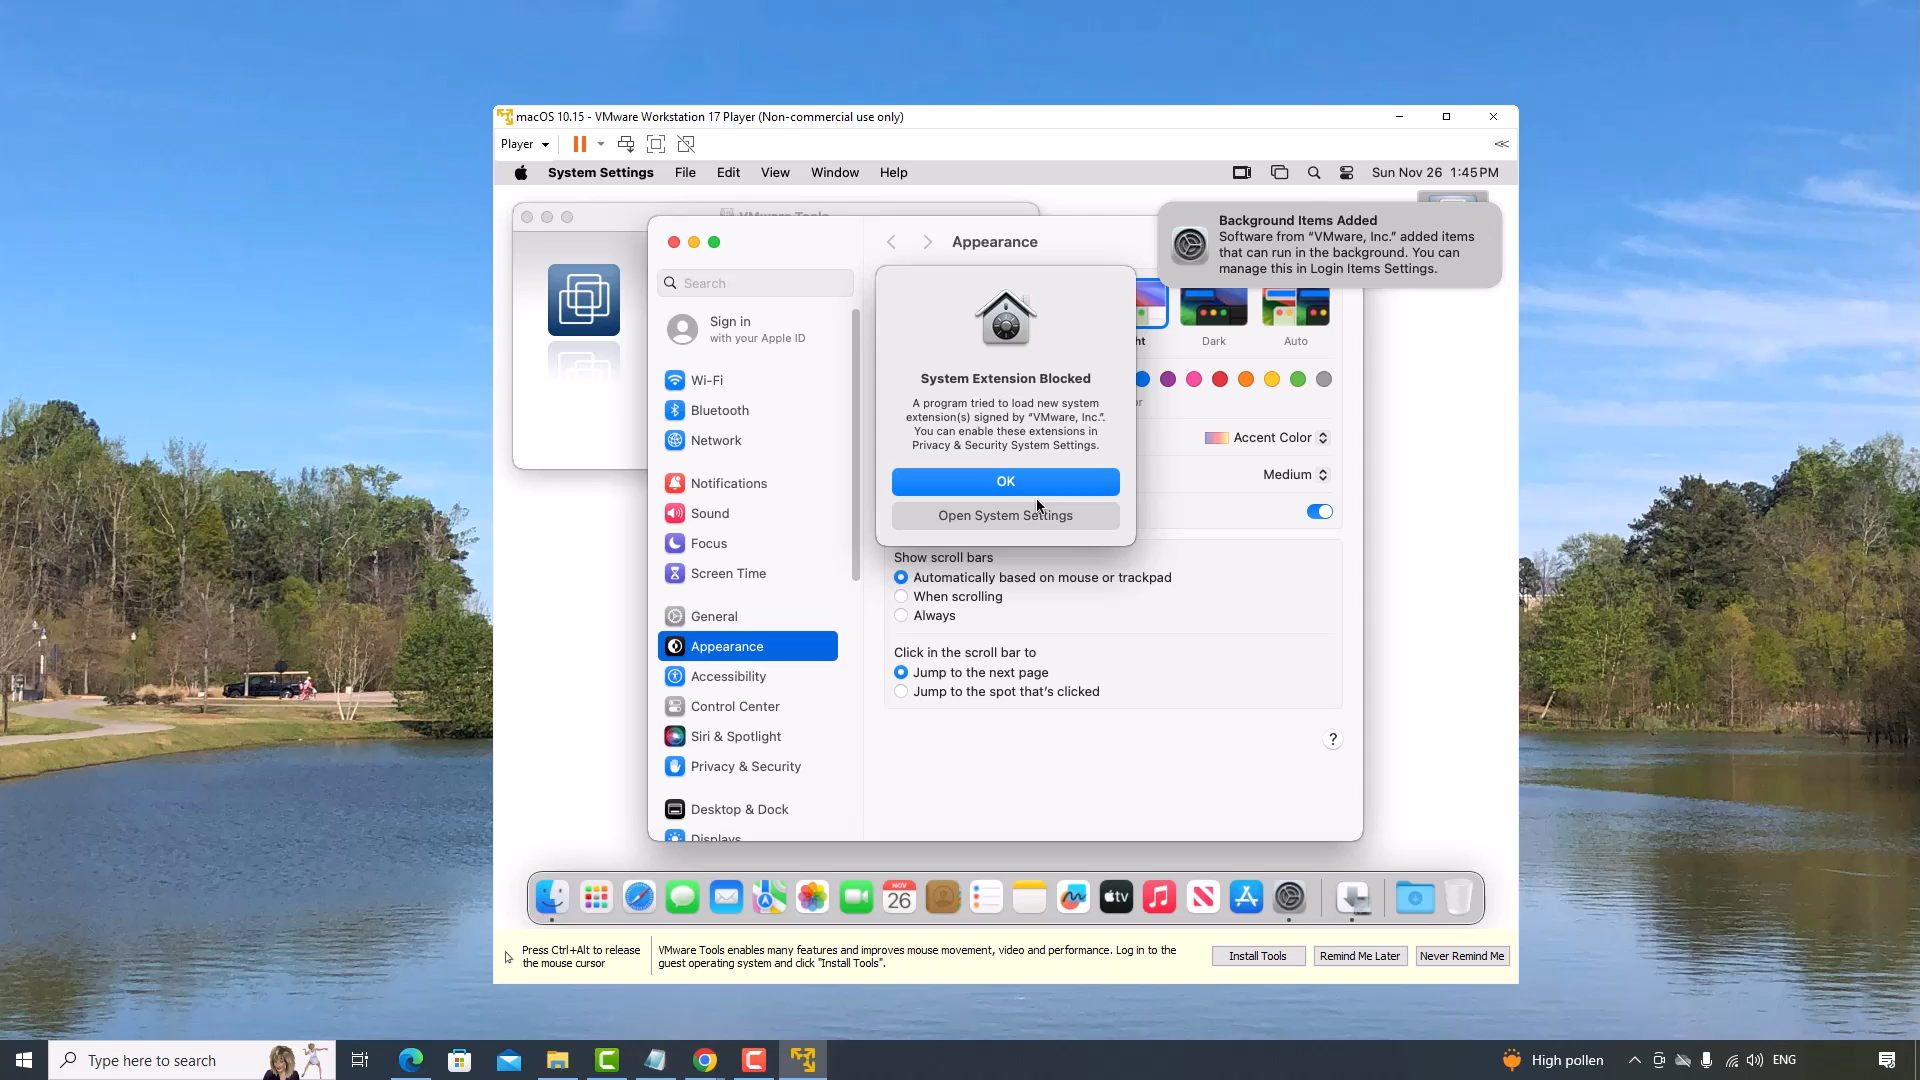 macOS 10.15 - VMware Workstation 17 Player (Non-commercial use only)
Player
System Settings File Edit View Window Help
Sun Nov 26 1:45 PM
VMware Tools
Appearance
Background Items Added
Software from “VMware, Inc.” added items
that can run in the background. You can
manage this in Login Items Settings.
Search
Sign in
with your Apple ID
Wi-Fi
Bluetooth
Network
Notifications
Sound
Focus
Screen Time
General
Appearance
Accessibility
Control Center
Siri & Spotlight
Privacy & Security
Desktop & Dock
Displays
System Extension Blocked
A program tried to load new system
extension(s) signed by “VMware, Inc.”.
You can enable these extensions in
Privacy & Security System Settings.
OK
Open System Settings
ht
Dark
Auto
or
Accent Color
Medium
Show scroll bars
Automatically based on mouse or trackpad
When scrolling
Always
Click in the scroll bar to
Jump to the next page
Jump to the spot that's clicked
?
NOV
26
tv
Press Ctrl+Alt to release
the mouse cursor
VMware Tools enables many features and improves mouse movement, video and performance. Log in to the
guest operating system and click "Install Tools".
Install Tools
Remind Me Later
Never Remind Me
Type here to search
High pollen
ENG